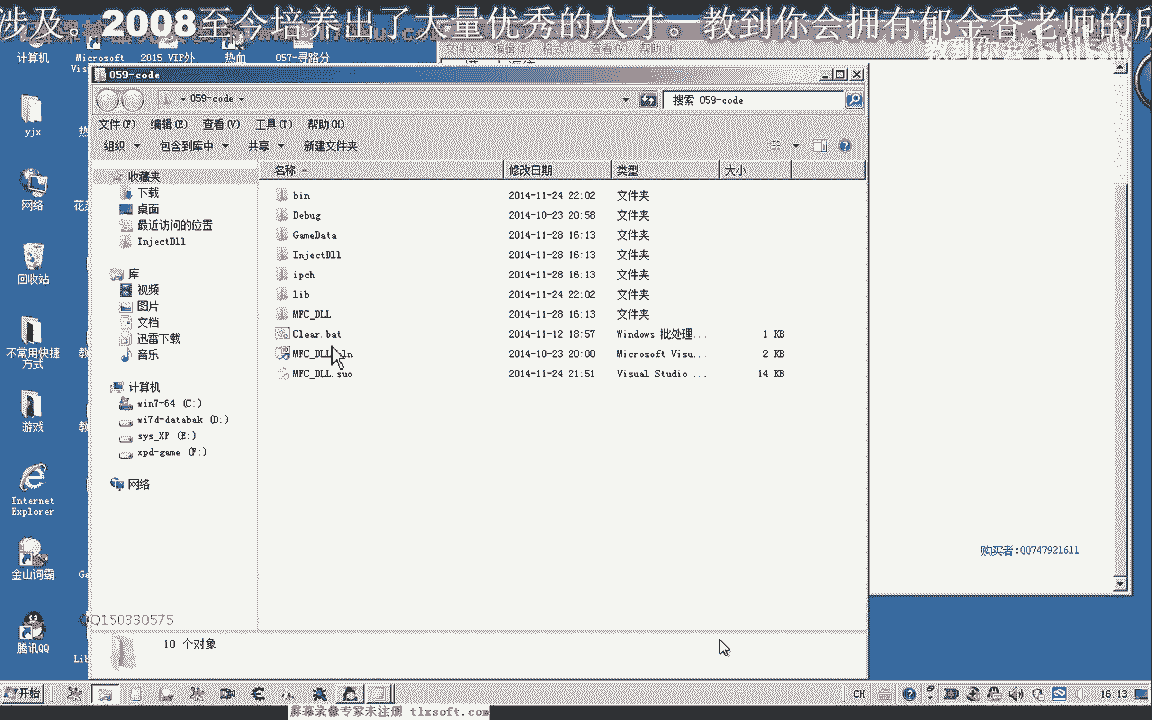 涉及。2008至今培养出了大量优秀的人才。教到你会拥有郁金香老师的所
计算机
Microsoft
2015 VIP外
热血
057-寻路分
yjx
网络
回收站
不常用快捷
方式
游戏
Internet
Explorer
金山词霸
腾讯QQ
059-code
059-code
搜索 059-code
文件(F) 编辑(E) 查看(V) 工具(T) 帮助(H)
组织 包含到库中 共享 新建文件夹
名称 修改日期 类型 大小
收藏夹
下载
桌面
最近访问的位置
InjectDll
库
视频
图片
文档
迅雷下载
音乐
计算机
win7-64 (C:)
wi7d-databak (D:)
sys_XP (E:)
xpd-game (F:)
网络
bin 2014-11-24 22:02 文件夹
Debug 2014-10-23 20:58 文件夹
GameData 2014-11-28 16:13 文件夹
InjectDll 2014-11-28 16:13 文件夹
ipch 2014-11-28 16:13 文件夹
lib 2014-11-24 22:02 文件夹
MFC_DLL 2014-11-28 16:13 文件夹
Clear.bat 2014-11-12 18:57 Windows 批处理... 1 KB
MFC_DLL.sln 2014-10-23 20:00 Microsoft Visu... 2 KB
MFC_DLL.suo 2014-11-24 21:51 Visual Studio ... 14 KB
购买者:QQ747921611
QQ150330575
10 个对象
开始
CH
16:13
屏幕录像专家未注册 tlxsoft.com